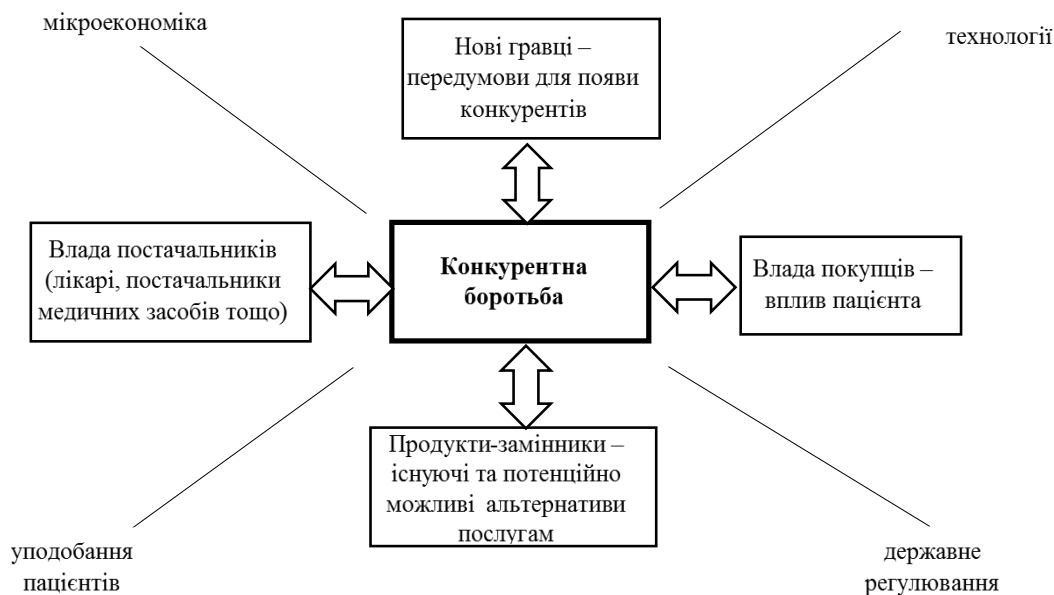 мікроекономіка
технології
Нові гравці –
передумови для появи
конкурентів
Влада постачальників
(лікарі, постачальники
медичних засобів тощо)
Конкурентна
боротьба
Влада покупців –
вплив пацієнта
Продукти-замінники –
існуючі та потенційно
можливі альтернативи
послугам
уподобання
пацієнтів
державне
регулювання